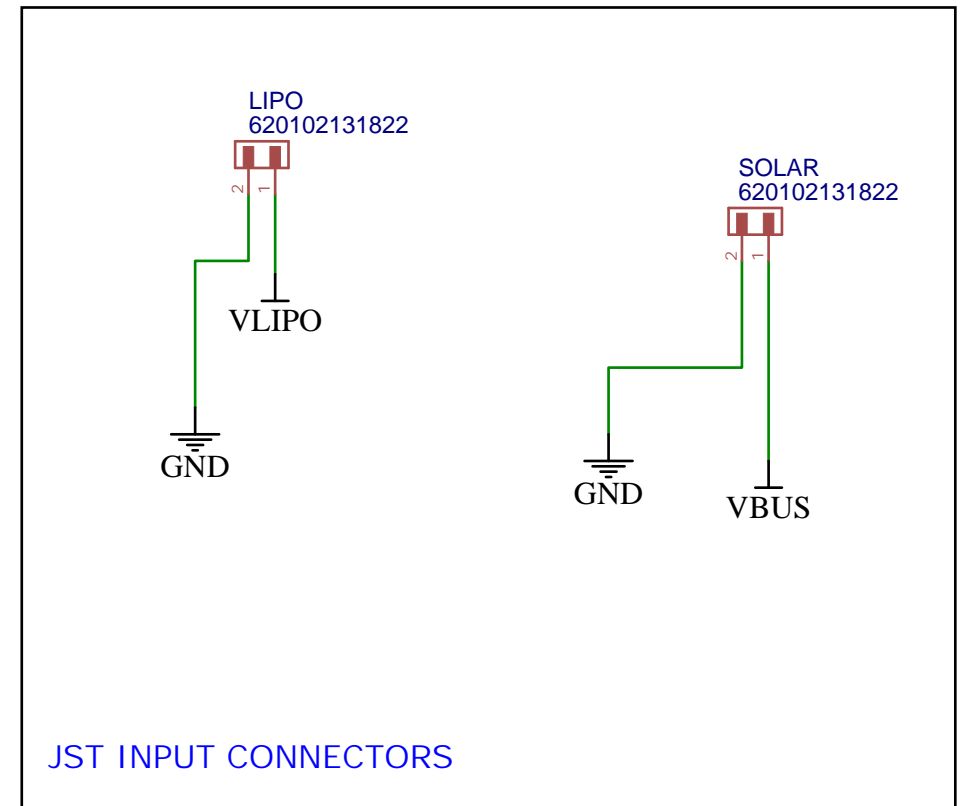 LIPO
620102131822
2
1
VLIPO
GND
SOLAR
620102131822
2
1
GND
VBUS
JST INPUT CONNECTORS